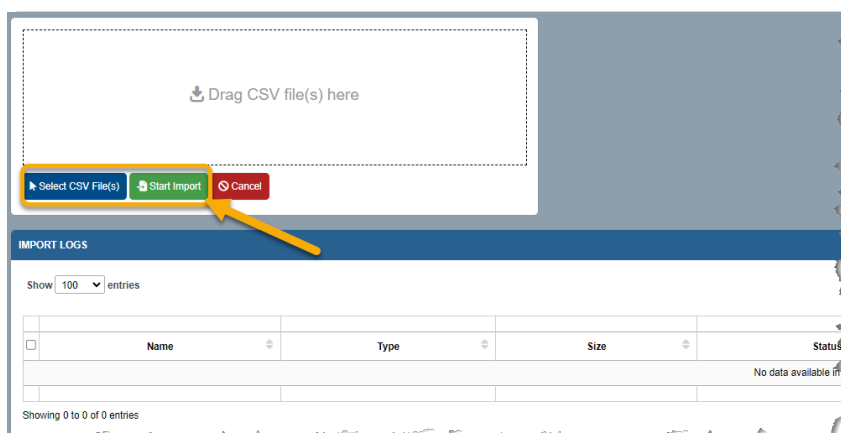 Drag CSV file(s) here
Select CSV File(s) Start Import Cancel
IMPORT LOGS
Show 100 entries
Name Type Size Status
No data available in
Showing 0 to 0 of 0 entries